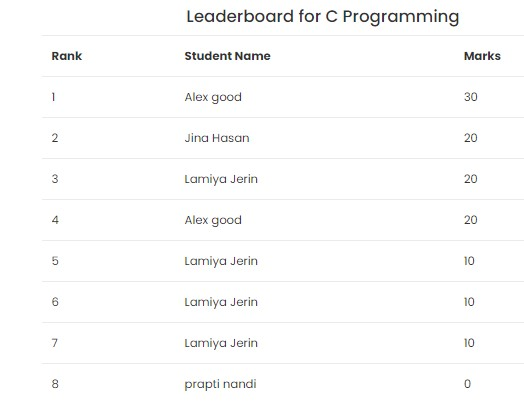 Leaderboard for C Programming
Rank Student Name Marks
1 Alex good 30
2 Jina Hasan 20
3 Lamiya Jerin 20
4 Alex good 20
5 Lamiya Jerin 10
6 Lamiya Jerin 10
7 Lamiya Jerin 10
8 prapti nandi 0